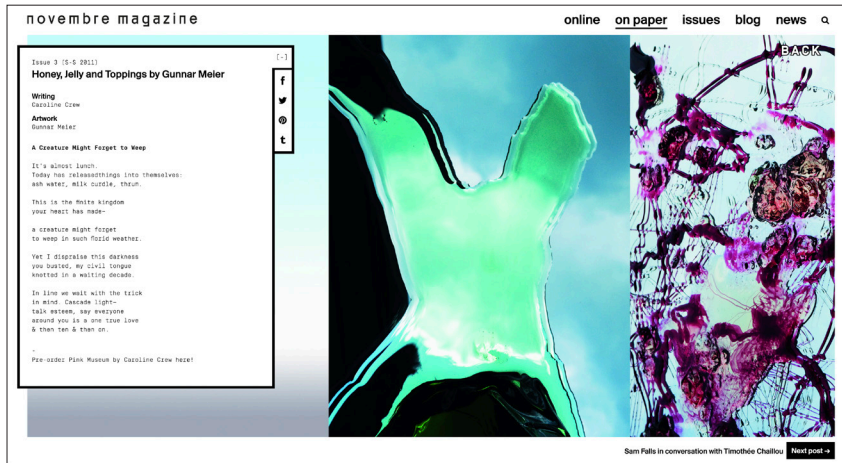 novembre magazine
online on paper issues blog news
BACK
Issue 3 (S-S 2011)
[-]
Honey, Jelly and Toppings by Gunnar Meier
Writing
Caroline Crew
Artwork
Gunnar Meier
A Creature Might Forget to Weep
It's almost lunch.
Today has releasedthings into themselves:
ash water, milk curdle, thrum.
This is the finite kingdom
your heart has made—
a creature might forget
to weep in such florid weather.
Yet I dispraise this darkness
you busted, my civil tongue
knotted in a waiting decade.
In line we wait with the trick
in mind. Cascade light—
talk esteem, say everyone
around you is a one true love
& then ten & then on.
-
Pre-order Pink Museum by Caroline Crew here!
Sam Falls in conversation with Timothée Chaillou
Next post →